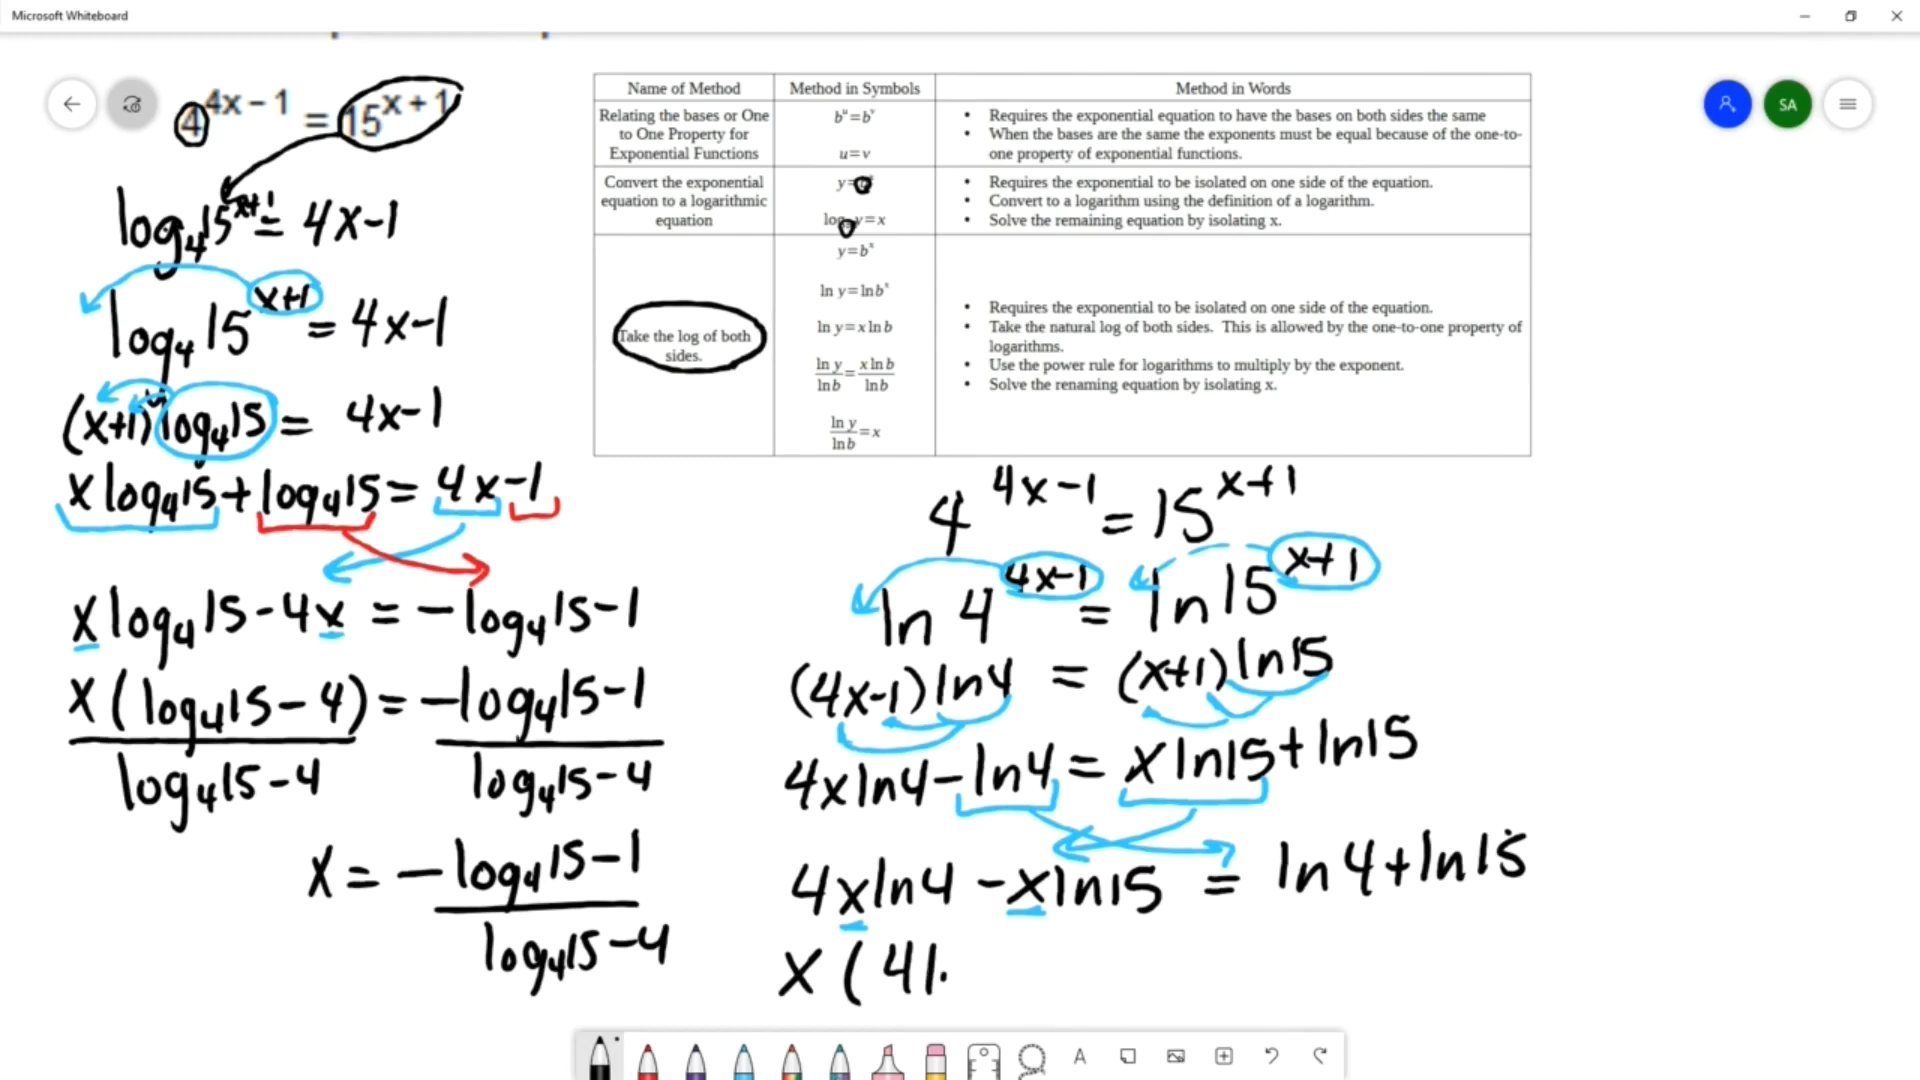 Microsoft Whiteboard
SA
4^{4x-1} = 15^{x+1}
log₄15^{x+1} = 4x-1
log₄15^{x+1} = 4x-1
(x+1)log₄15 = 4x-1
xlog₄15+log₄15 = 4x-1
xlog₄15-4x = -log₄15-1
x(log₄15-4) = -log₄15-1
log₄15-4 log₄15-4
x = -log₄15-1
log₄15-4
Name of Method Method in Symbols Method in Words
Relating the bases or One to One Property for Exponential Functions
b^u=b^v
u=v
• Requires the exponential equation to have the bases on both sides the same
• When the bases are the same the exponents must be equal because of the one-to-
one property of exponential functions.
Convert the exponential
equation to a logarithmic
equation
y=
log y=x
• Requires the exponential to be isolated on one side of the equation.
• Convert to a logarithm using the definition of a logarithm.
• Solve the remaining equation by isolating x.
Take the log of both
sides.
y=b^x
ln y=ln b^x
ln y=x ln b
ln y = x ln b
ln b ln b
ln y = x
ln b
• Requires the exponential to be isolated on one side of the equation.
• Take the natural log of both sides. This is allowed by the one-to-one property of
logarithms.
• Use the power rule for logarithms to multiply by the exponent.
• Solve the renaming equation by isolating x.
4^{4x-1} = 15^{x+1}
ln 4^{4x-1} = ln 15^{x+1}
(4x-1)ln4 = (x+1)ln15
4xln4-ln4 = xln15+ln15
4xln4-xln15 = ln4+ln15
x(4l
A